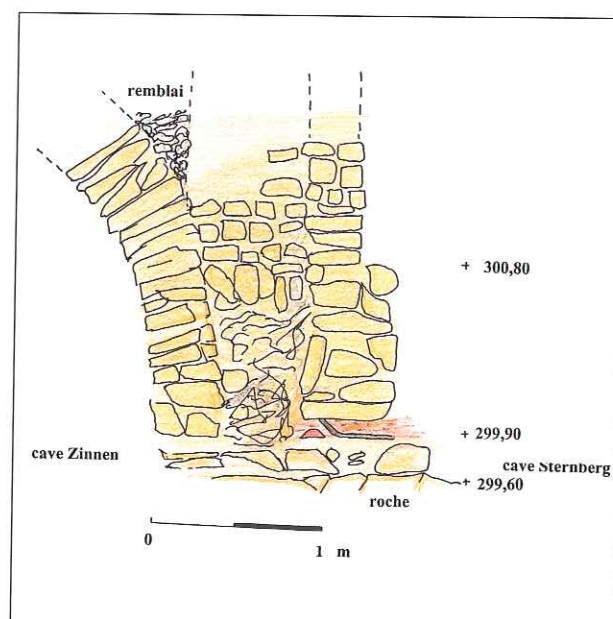 remblai
+ 300,80
+ 299,90
cave Zinnen
cave Sternberg
+ 299,60
roche
0
1 m